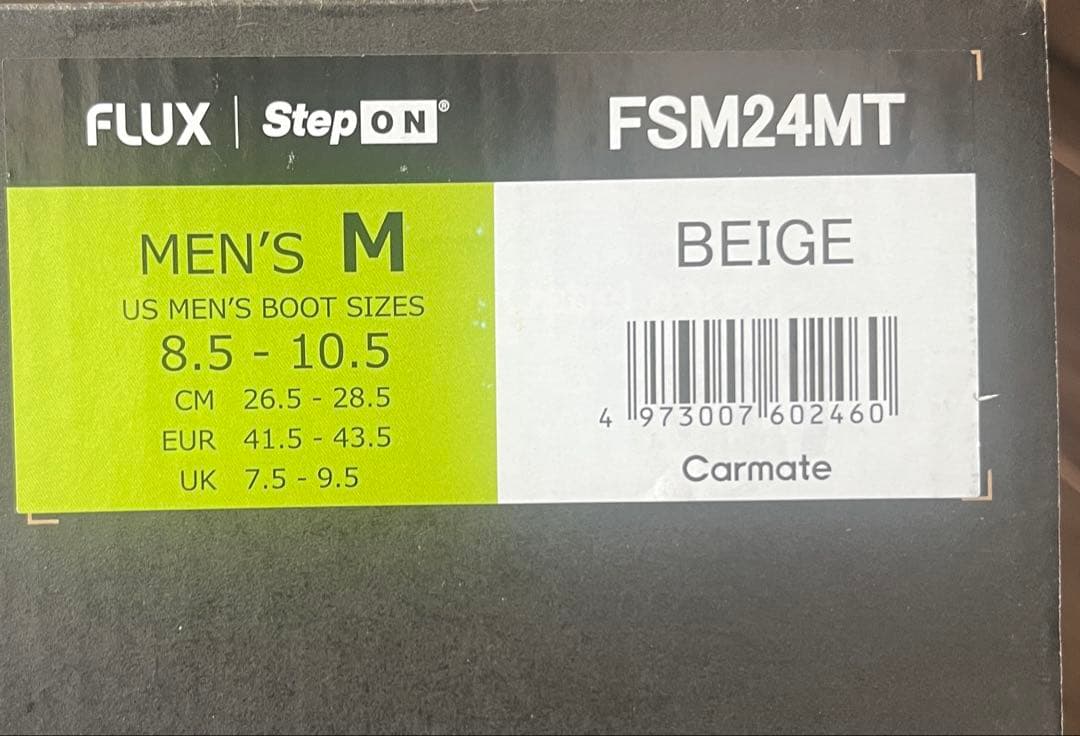 FLUX | StepON®
FSM24MT
MEN'S M
US MEN'S BOOT SIZES
8.5 - 10.5
CM 26.5 - 28.5
EUR 41.5 - 43.5
UK 7.5 - 9.5
BEIGE
4 973007 602460
Carmate